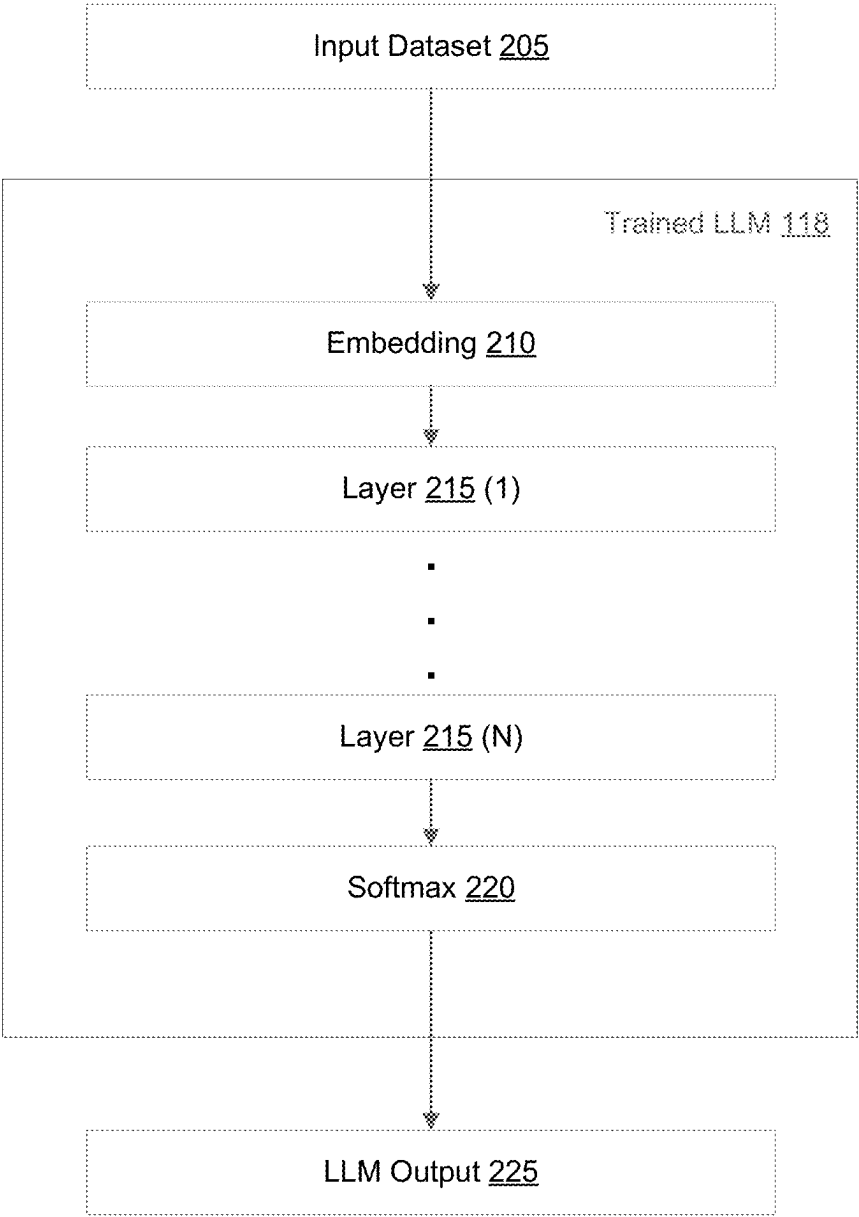 Input Dataset 205
Trained LLM 118
Embedding 210
Layer 215 (1)
Layer 215 (N)
Softmax 220
LLM Output 225